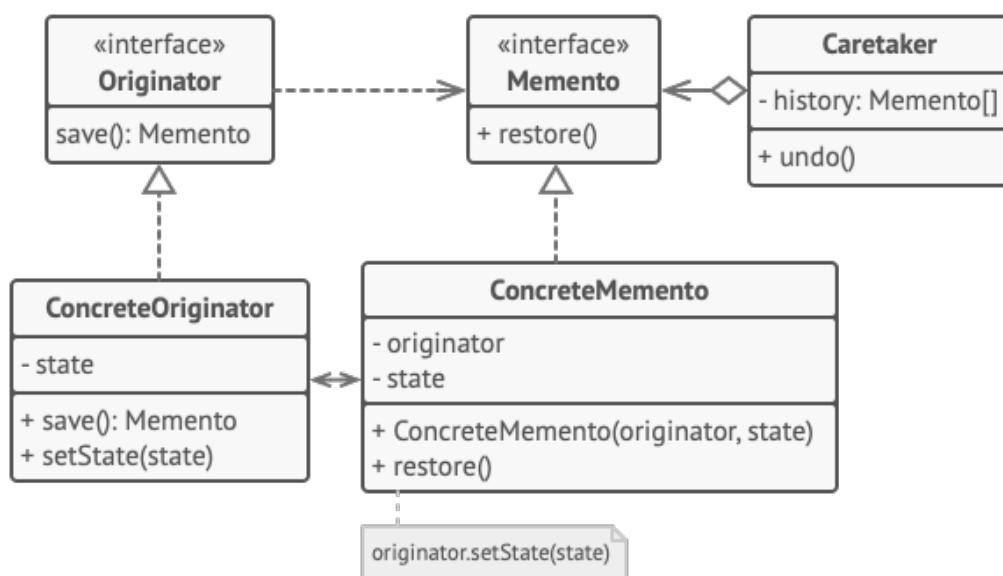 «interface»
Originator
save(): Memento
«interface»
Memento
+ restore()
Caretaker
- history: Memento[]
+ undo()
ConcreteOriginator
- state
+ save(): Memento
+ setState(state)
ConcreteMemento
- originator
- state
+ ConcreteMemento(originator, state)
+ restore()
originator.setState(state)